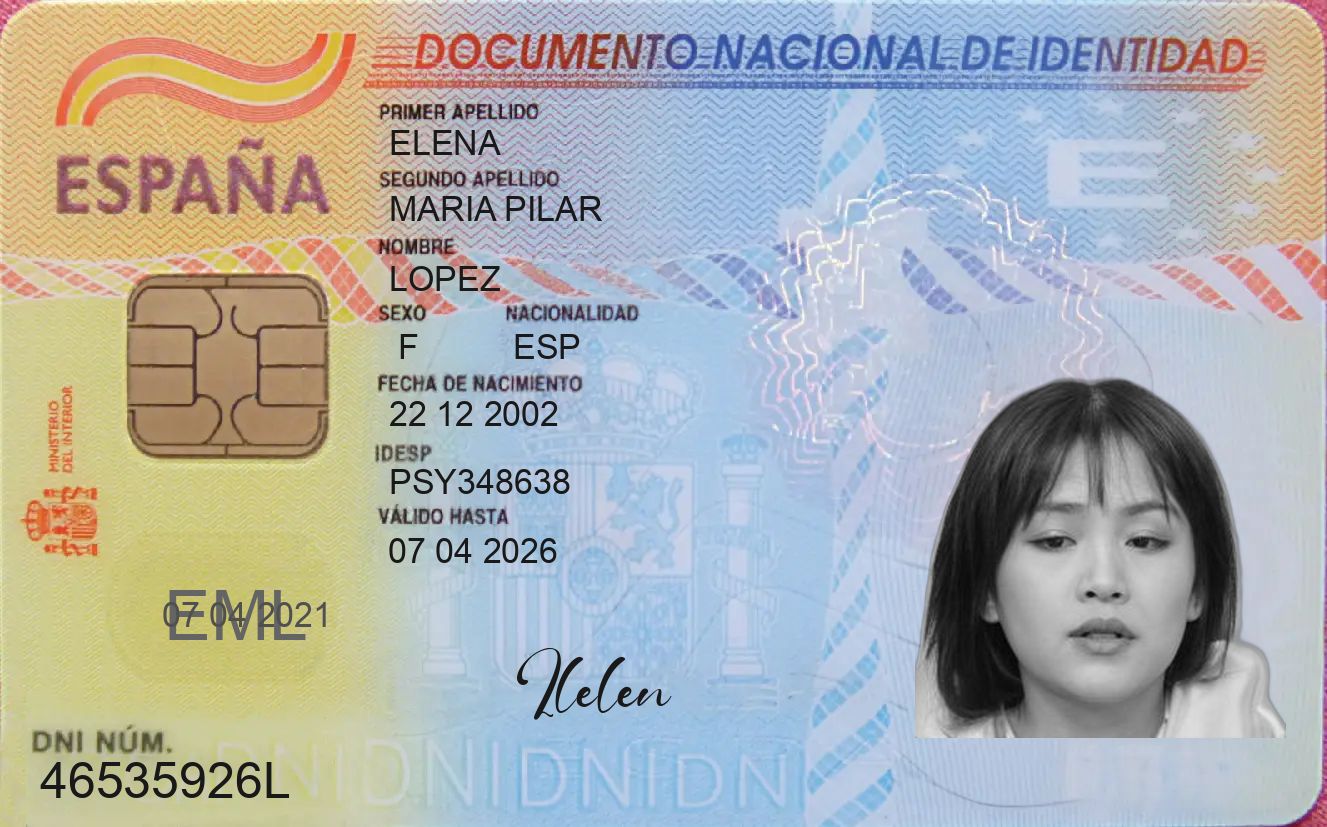 DOCUMENTO NACIONAL DE IDENTIDAD
ESPAÑA
PRIMER APELLIDO
ELENA
SEGUNDO APELLIDO
MARIA PILAR
NOMBRE
LOPEZ
SEXO NACIONALIDAD
F ESP
FECHA DE NACIMIENTO
22 12 2002
IDESP
PSY348638
VÁLIDO HASTA
07 04 2026
MINISTERIO
DEL INTERIOR
E
EML
07 04 2021
Helen
DNI NÚM.
46535926L
DNIDNIDNIDNIDN